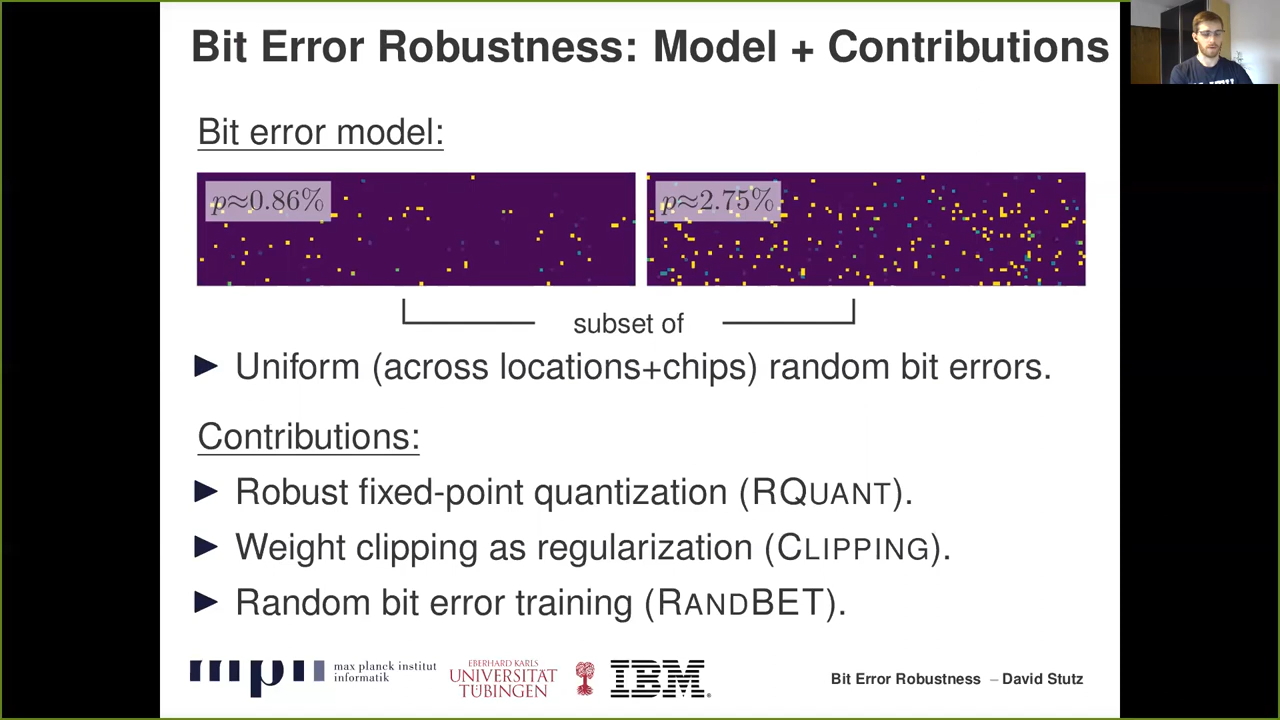 Bit Error Robustness: Model + Contributions
Bit error model:
p≈0.86%
p≈2.75%
subset of
Uniform (across locations+chips) random bit errors.
Contributions:
Robust fixed-point quantization (RQUANT).
Weight clipping as regularization (CLIPPING).
Random bit error training (RANDBET).
max planck institut
informatik
EBERHARD KARLS
UNIVERSITÄT
TÜBINGEN
IBM
Bit Error Robustness – David Stutz